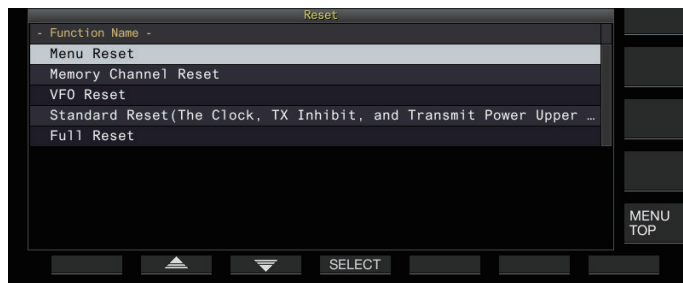 Reset
- Function Name -
Menu Reset
Memory Channel Reset
VFO Reset
Standard Reset(The Clock, TX Inhibit, and Transmit Power Upper …
Full Reset
MENU
TOP
SELECT